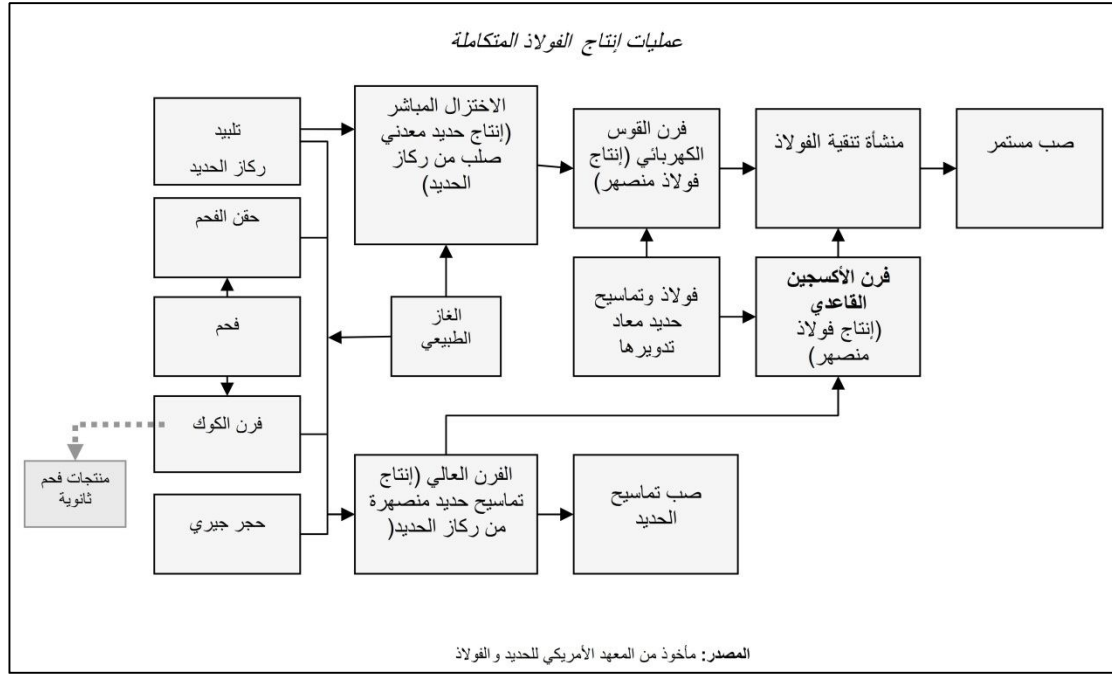 عمليات إنتاج الفولاذ المتكاملة
تلبيد
ركاز الحديد
الاختزال المباشر
(إنتاج حديد معدني
صلب من ركاز
الحديد)
فرن القوس
الكهربائي (إنتاج
فولاذ منصهر)
منشأة تنقية الفولاذ
صب مستمر
حقن الفحم
فحم
الغاز
الطبيعي
فولاذ وتماسيح
حديد معاد
تدويرها
فرن الأكسجين
القاعدي
(إنتاج فولاذ
منصهر)
فرن الكوك
منتجات فحم
ثانوية
حجر جيري
الفرن العالي (إنتاج
تماسيح حديد منصهرة
من ركاز الحديد(
صب تماسيح
الحديد
المصدر: مأخوذ من المعهد الأمريكي للحديد والفولاذ